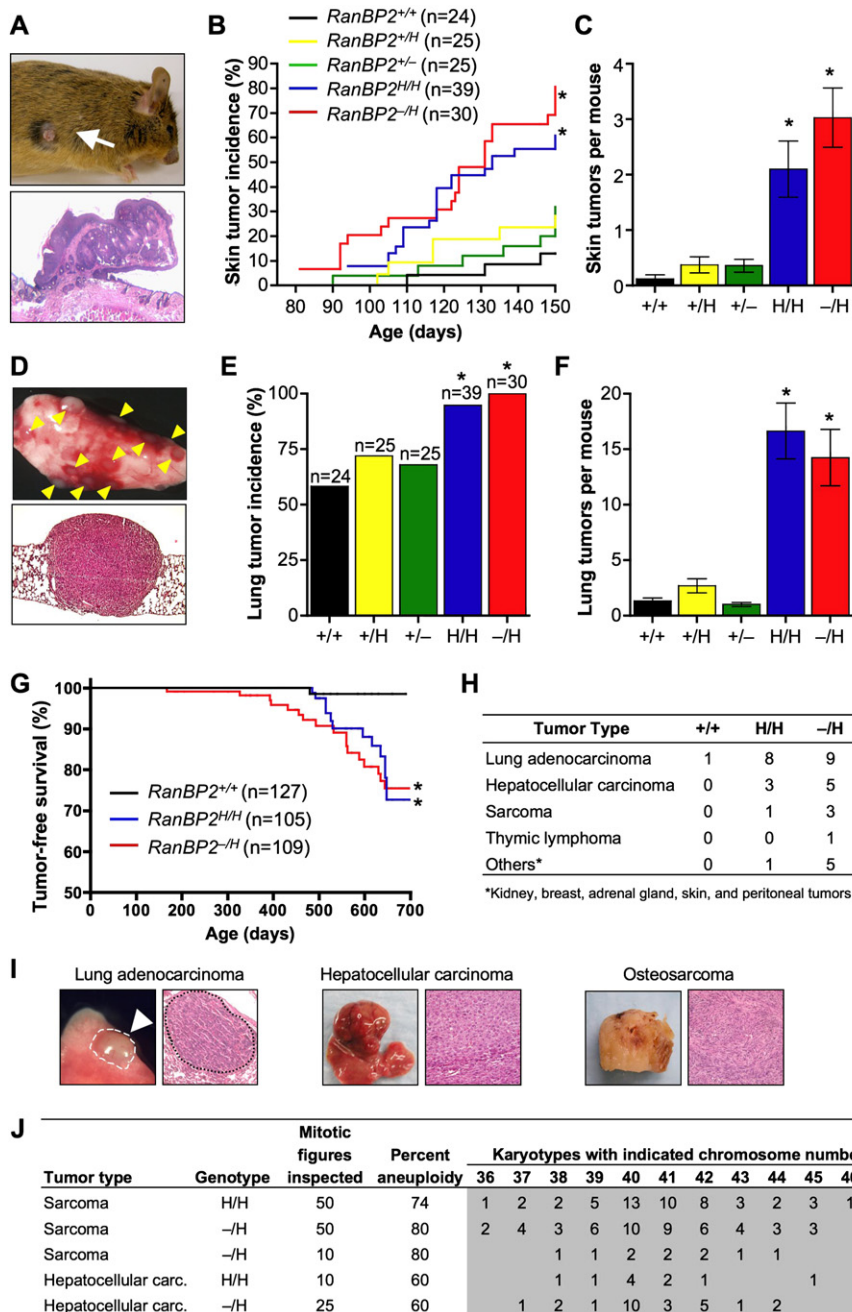 A
B
RanBP2+/+ (n=24)
RanBP2+/H (n=25)
RanBP2+/– (n=25)
RanBP2H/H (n=39)
RanBP2–/H (n=30)
Skin tumor incidence (%)
90
80
70
60
50
40
30
20
10
0
*
*
80 90 100 110 120 130 140 150
Age (days)
C
Skin tumors per mouse
4
3
2
1
0
* *
+/+ +/H +/– H/H –/H
D
E
Lung tumor incidence (%)
100
75
50
25
0
* *
n=24 n=25 n=25 n=39 n=30
+/+ +/H +/– H/H –/H
F
Lung tumors per mouse
20
15
10
5
0
* *
+/+ +/H +/– H/H –/H
G
Tumor-free survival (%)
100
90
80
70
60
50
RanBP2+/+ (n=127)
RanBP2H/H (n=105)
RanBP2–/H (n=109)
*
*
0 100 200 300 400 500 600 700
Age (days)
H
Tumor Type +/+ H/H –/H
Lung adenocarcinoma 1 8 9
Hepatocellular carcinoma 0 3 5
Sarcoma 0 1 3
Thymic lymphoma 0 0 1
Others* 0 1 5
*Kidney, breast, adrenal gland, skin, and peritoneal tumors
I
Lung adenocarcinoma Hepatocellular carcinoma Osteosarcoma
J
Tumor type Genotype Mitotic figures inspected Percent aneuploidy Karyotypes with indicated chromosome number
36 37 38 39 40 41 42 43 44 45
Sarcoma H/H 50 74 1 2 2 5 13 10 8 3 2 3 1
Sarcoma –/H 50 80 2 4 3 6 10 9 6 4 3 3
Sarcoma –/H 10 80 1 1 2 2 2 1 1
Hepatocellular carc. H/H 10 60 1 1 4 2 1 1
Hepatocellular carc. –/H 25 60 1 2 1 10 3 5 1 2